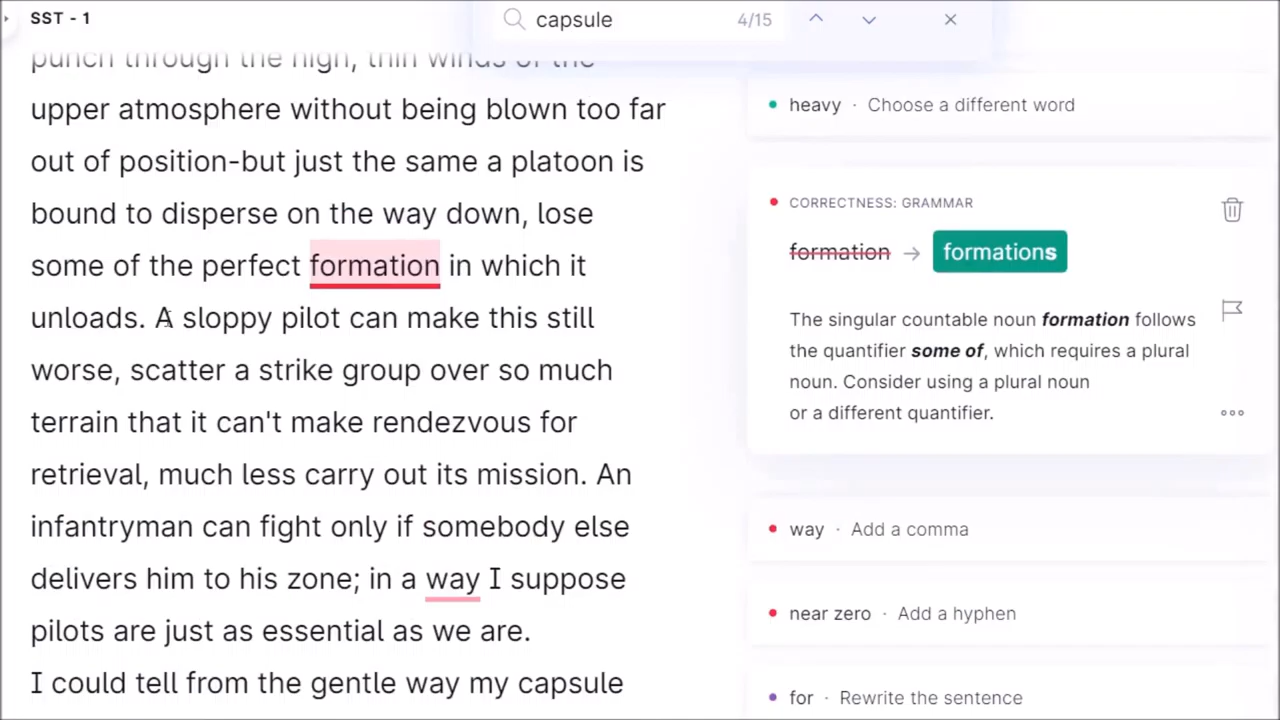 SST - 1
capsule
4/15
punch through the high, thin winds of the
upper atmosphere without being blown too far
out of position-but just the same a platoon is
bound to disperse on the way down, lose
some of the perfect formation in which it
unloads. A sloppy pilot can make this still
worse, scatter a strike group over so much
terrain that it can't make rendezvous for
retrieval, much less carry out its mission. An
infantryman can fight only if somebody else
delivers him to his zone; in a way I suppose
pilots are just as essential as we are.
I could tell from the gentle way my capsule
heavy · Choose a different word
CORRECTNESS: GRAMMAR
formation → formations
The singular countable noun formation follows
the quantifier some of, which requires a plural
noun. Consider using a plural noun
or a different quantifier.
way · Add a comma
near zero · Add a hyphen
for · Rewrite the sentence